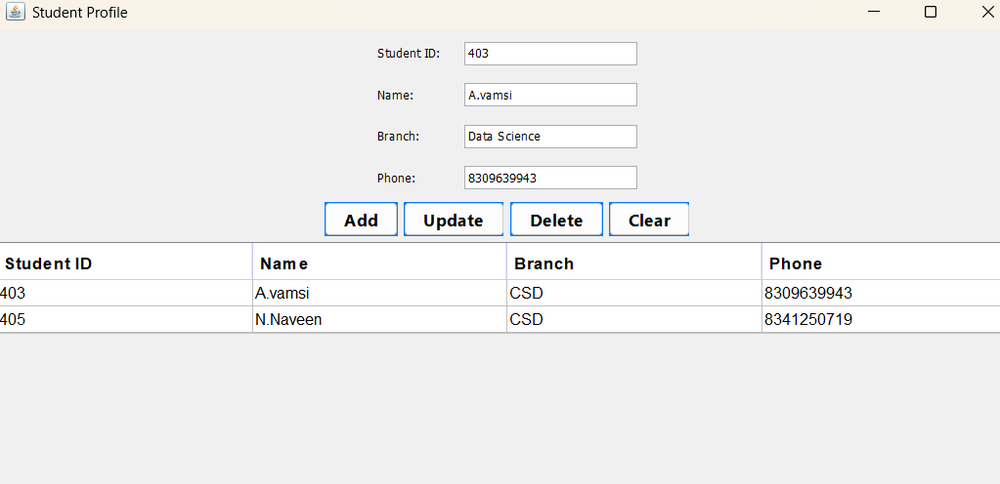 Student Profile
Student ID: 403
Name: A.vamsi
Branch: Data Science
Phone: 8309639943
Add Update Delete Clear
Student ID Name Branch Phone
403 A.vamsi CSD 8309639943
405 N.Naveen CSD 8341250719